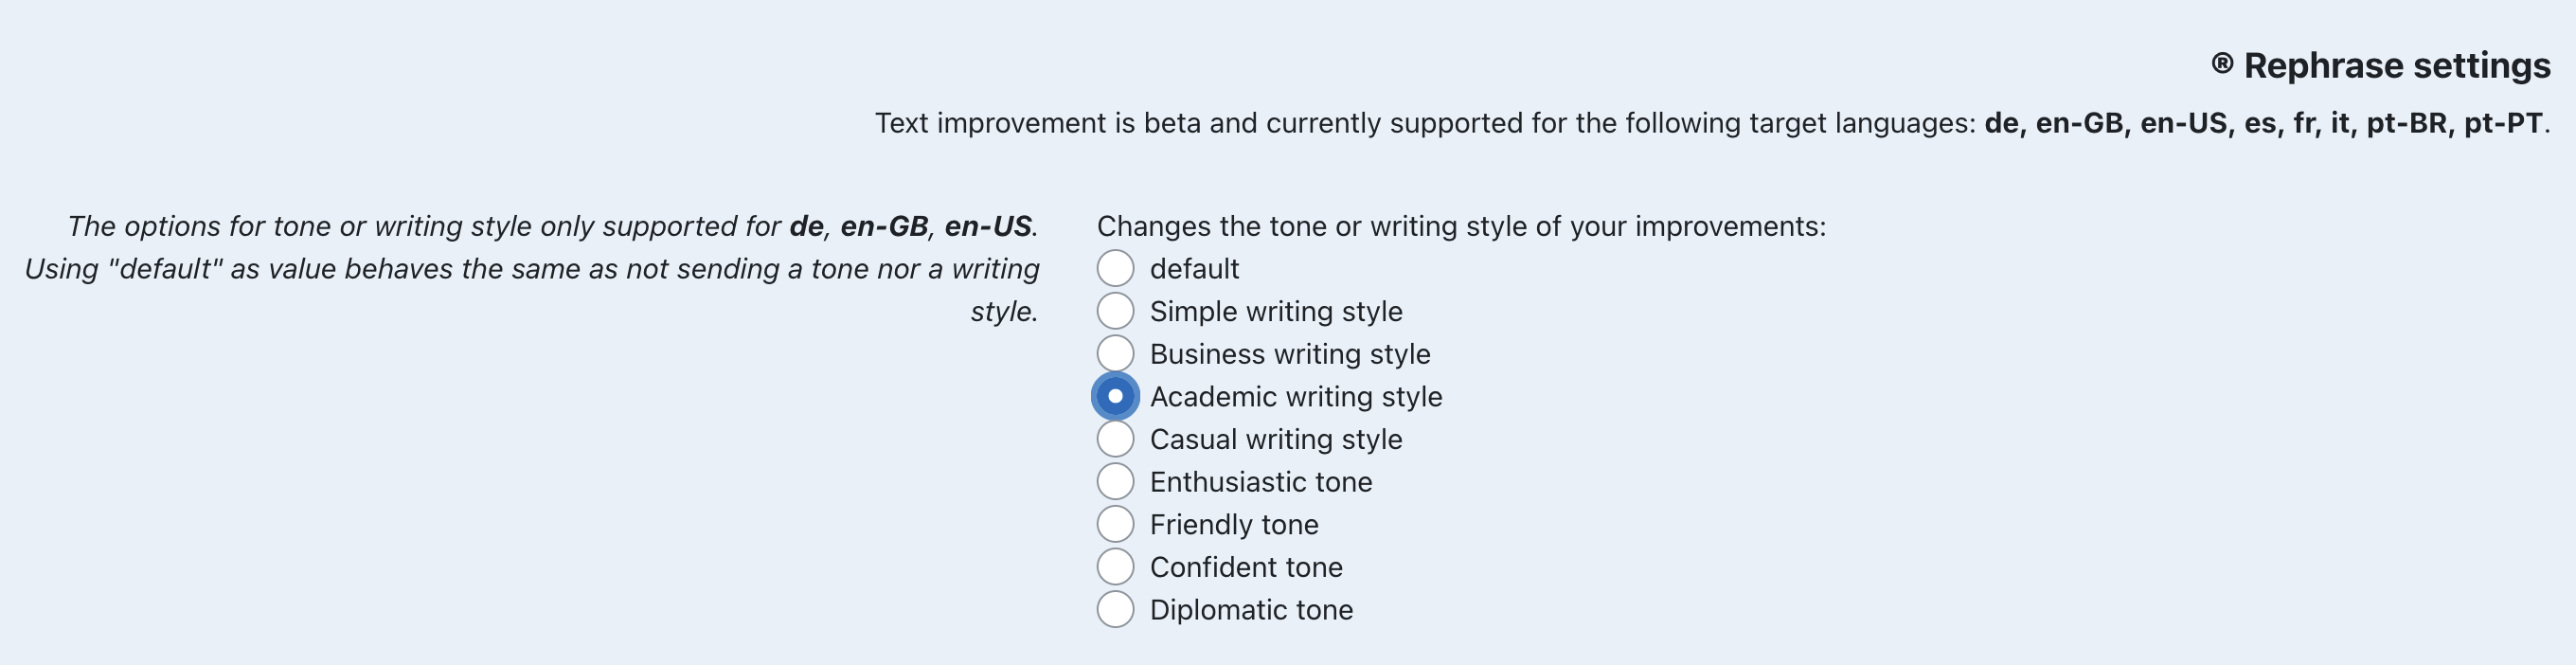 ® Rephrase settings
Text improvement is beta and currently supported for the following target languages: de, en-GB, en-US, es, fr, it, pt-BR, pt-PT.
The options for tone or writing style only supported for de, en-GB, en-US.
Using "default" as value behaves the same as not sending a tone nor a writing
style.
Changes the tone or writing style of your improvements:
default
Simple writing style
Business writing style
Academic writing style
Casual writing style
Enthusiastic tone
Friendly tone
Confident tone
Diplomatic tone